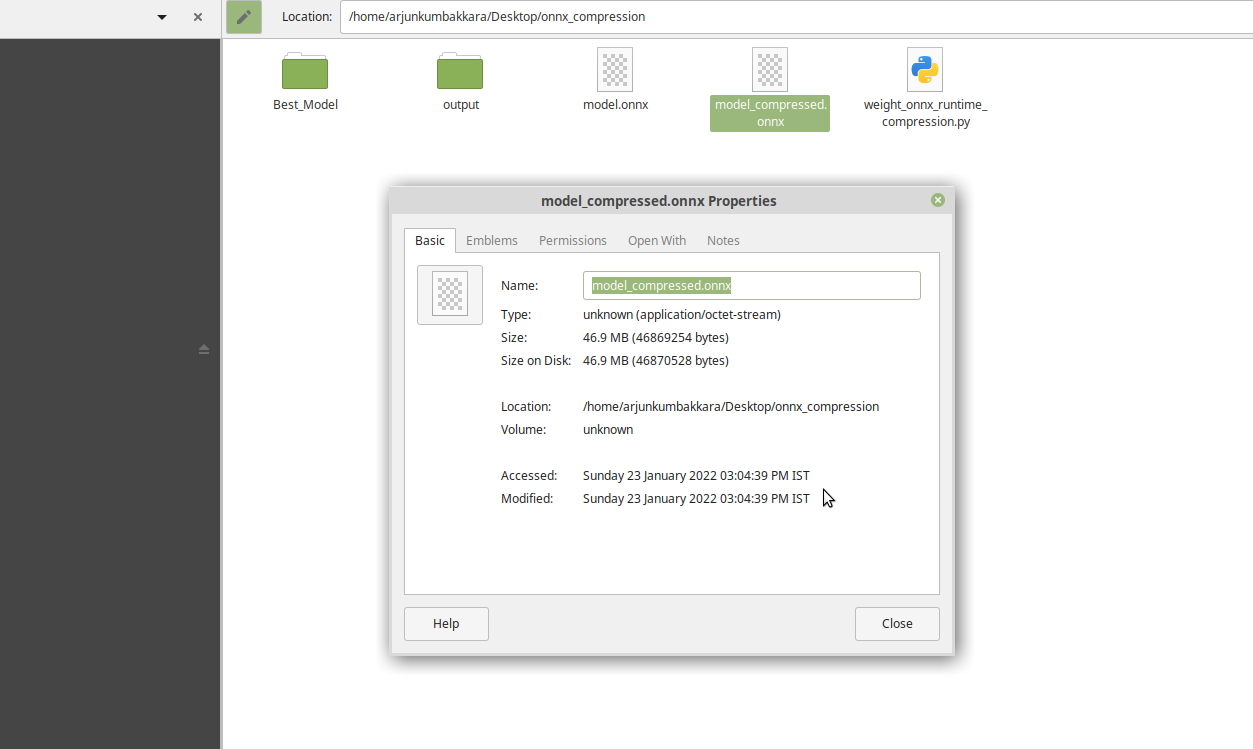 Location: /home/arjunkumbakkara/Desktop/onnx_compression
Best_Model
output
model.onnx
model_compressed.
onnx
weight_onnx_runtime_
compression.py
model_compressed.onnx Properties
Basic Emblems Permissions Open With Notes
Name: model_compressed.onnx
Type: unknown (application/octet-stream)
Size: 46.9 MB (46869254 bytes)
Size on Disk: 46.9 MB (46870528 bytes)
Location: /home/arjunkumbakkara/Desktop/onnx_compression
Volume: unknown
Accessed: Sunday 23 January 2022 03:04:39 PM IST
Modified: Sunday 23 January 2022 03:04:39 PM IST
Help Close